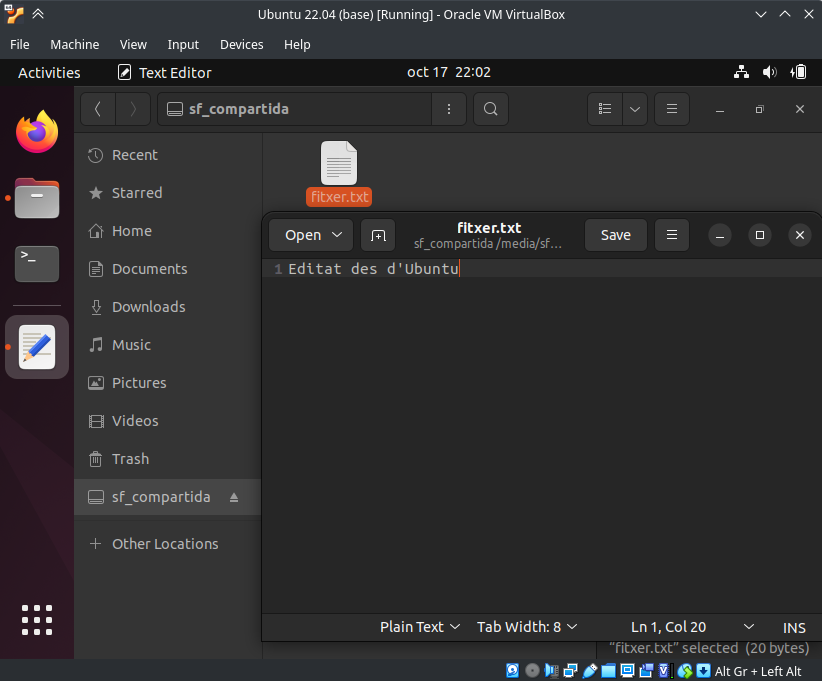 Ubuntu 22.04 (base) [Running] - Oracle VM VirtualBox
File Machine View Input Devices Help
Activities Text Editor oct 17 22:02
sf_compartida
Recent
fitxer.txt
Starred
Home
Documents
Downloads
Music
Pictures
Videos
Trash
sf_compartida
Other Locations
Open fitxer.txt Save
sf_compartida /media/sf...
1 Editat des d'Ubuntu
Plain Text Tab Width: 8 Ln 1, Col 20 INS
"fitxer.txt" selected (20 bytes)
Alt Gr + Left Alt